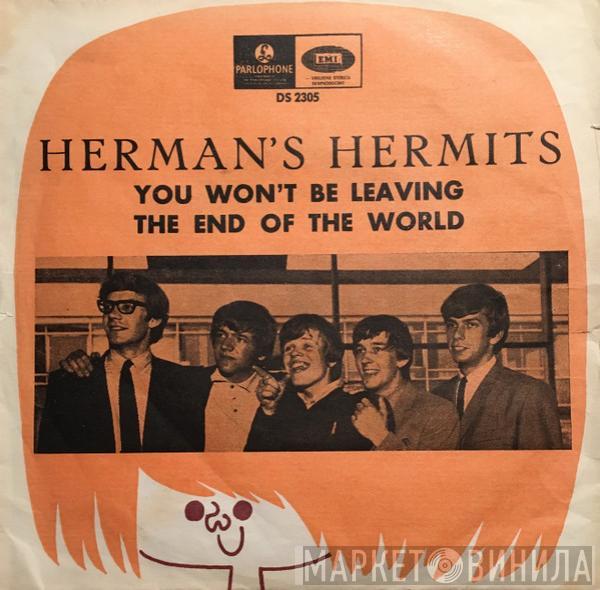 PARLOPHONE
EMI
DS 2305
HERMAN'S HERMITS
YOU WON'T BE LEAVING
THE END OF THE WORLD
МАРКЕТ ВИНИЛА